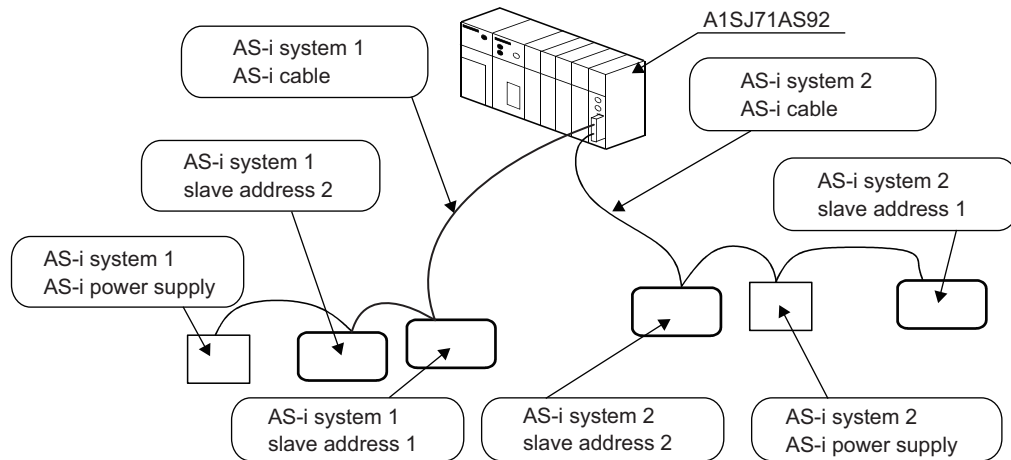 A1SJ71AS92
AS-i system 1
AS-i cable
AS-i system 2
AS-i cable
AS-i system 1
slave address 2
AS-i system 2
slave address 1
AS-i system 1
AS-i power supply
AS-i system 1
slave address 1
AS-i system 2
slave address 2
AS-i system 2
AS-i power supply